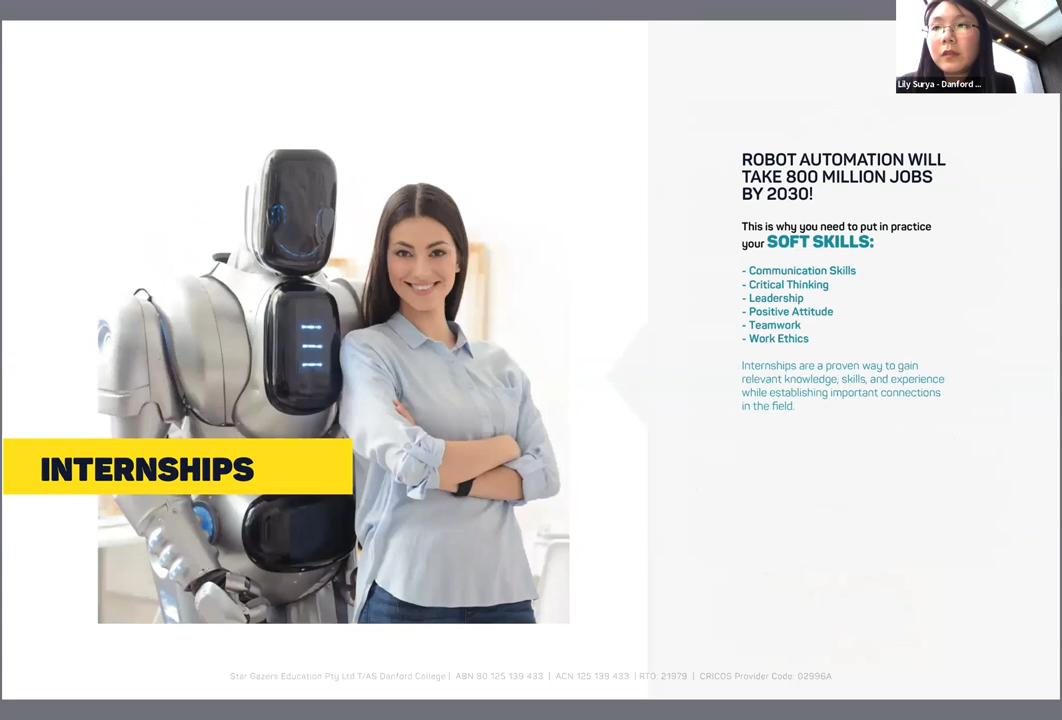 Lily Surya - Danford ...
ROBOT AUTOMATION WILL
TAKE 800 MILLION JOBS
BY 2030!
This is why you need to put in practice
your SOFT SKILLS:
- Communication Skills
- Critical Thinking
- Leadership
- Positive Attitude
- Teamwork
- Work Ethics
Internships are a proven way to gain
relevant knowledge, skills, and experience
while establishing important connections
in the field.
INTERNSHIPS
Star Gazers Education Pty Ltd T/AS Danford College | ABN 80 125 139 433 | ACN 125 139 433 | RTO: 21979 | CRICOS Provider Code: 02996A